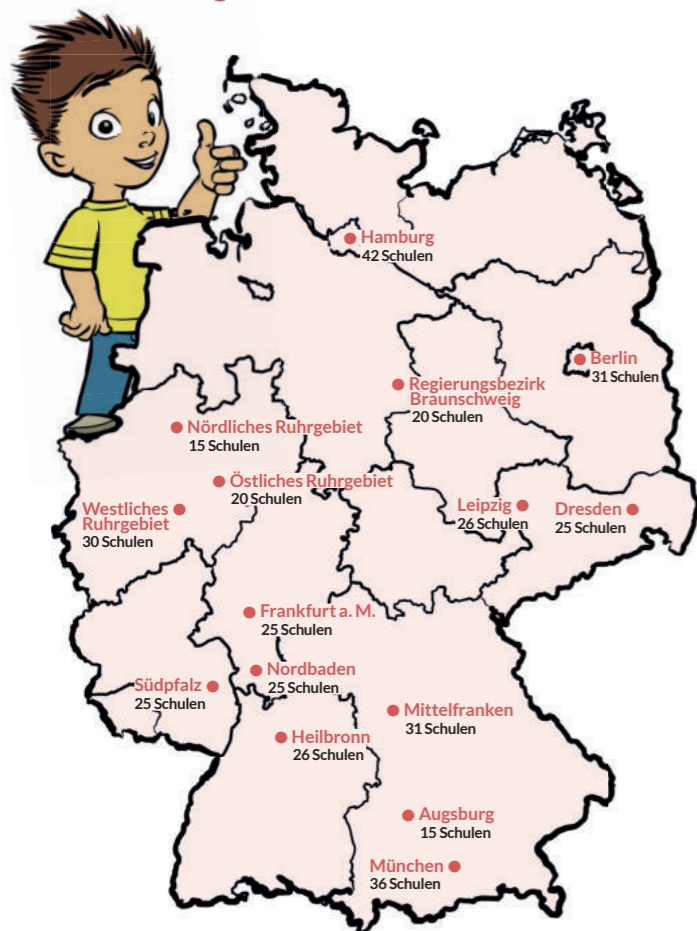 Hamburg
42 Schulen
Berlin
31 Schulen
Regierungsbezirk
Braunschweig
20 Schulen
Nördliches Ruhrgebiet
15 Schulen
Östliches Ruhrgebiet
20 Schulen
Westliches
Ruhrgebiet
30 Schulen
Leipzig
26 Schulen
Dresden
25 Schulen
Frankfurt a. M.
25 Schulen
Nordbaden
25 Schulen
Südpfalz
25 Schulen
Mittelfranken
31 Schulen
Heilbronn
26 Schulen
Augsburg
15 Schulen
München
36 Schulen